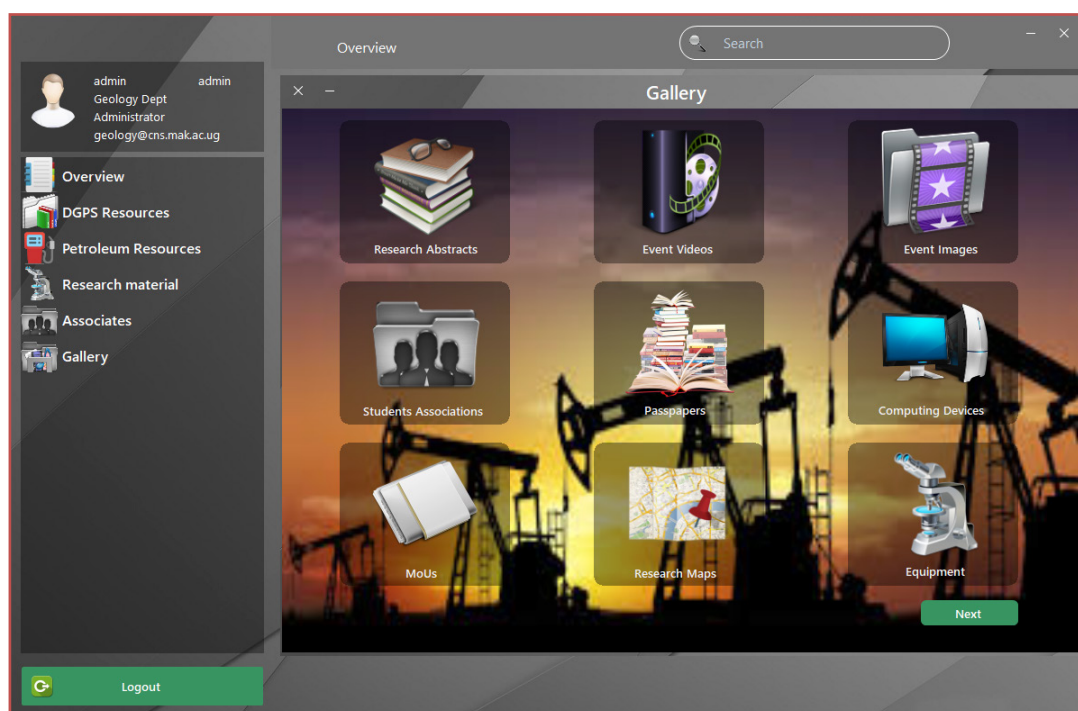 Overview
Search
admin admin
Geology Dept
Administrator
geology@cns.mak.ac.ug
Overview
DGPS Resources
Petroleum Resources
Research material
Associates
Gallery
Logout
Gallery
Research Abstracts
Event Videos
Event Images
Students Associations
Passpapers
Computing Devices
MoUs
Research Maps
Equipment
Next